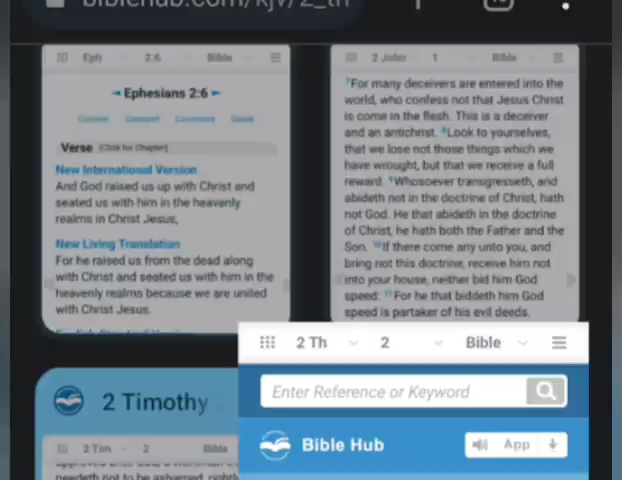 biblehub.com/kjv/2_th
Eph 2:6 Bible
Ephesians 2:6
Verse (Click for Chapter)
New International Version
And God raised us up with Christ and
seated us with him in the heavenly
realms in Christ Jesus,
New Living Translation
For he raised us from the dead along
with Christ and seated us with him in the
heavenly realms because we are united
with Christ Jesus.
2 John 1 Bible
7For many deceivers are entered into the
world, who confess not that Jesus Christ
is come in the flesh. This is a deceiver
and an antichrist. 8Look to yourselves,
that we lose not those things which we
have wrought, but that we receive a full
reward. 9Whosoever transgresseth, and
abideth not in the doctrine of Christ, hath
not God. He that abideth in the doctrine
of Christ, he hath both the Father and the
Son. 10If there come any unto you, and
bring not this doctrine, receive him not
into your house, neither bid him God
speed: 11For he that biddeth him God
speed is partaker of his evil deeds.
2 Timothy
2 Tim 2 Bible
needeth not to be ashamed, rightly
2 Th 2 Bible
Enter Reference or Keyword
Bible Hub App